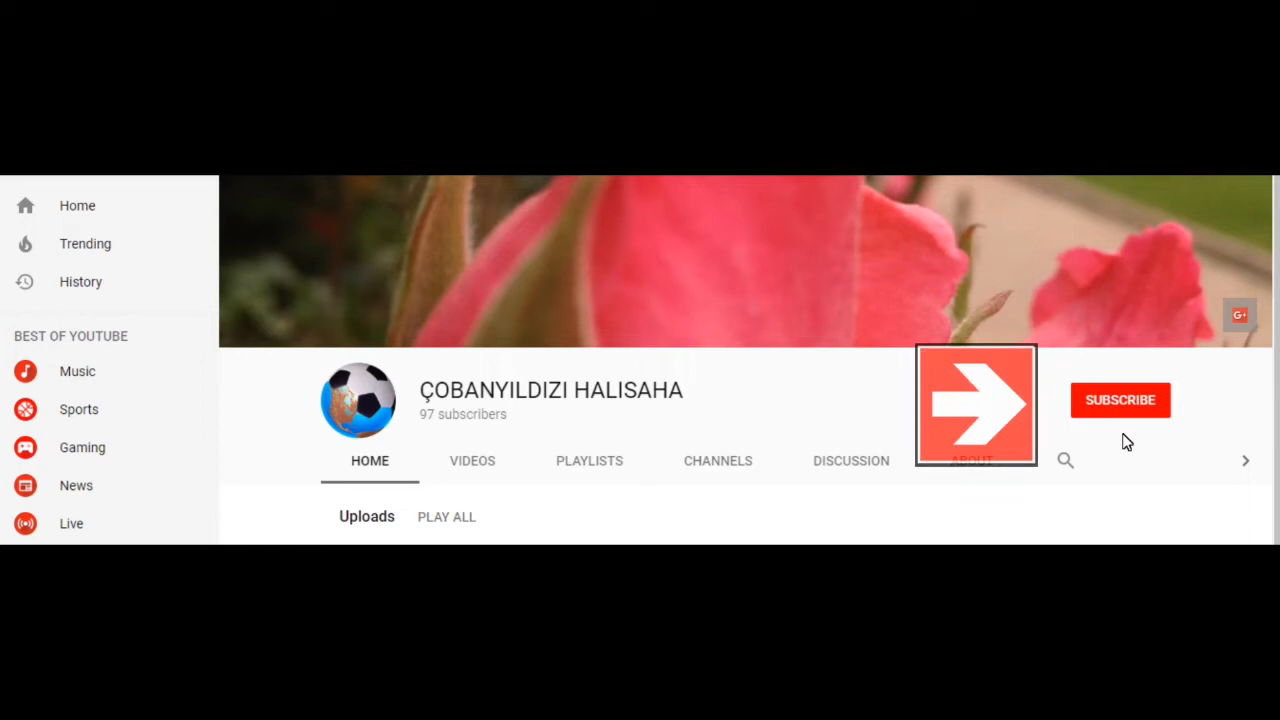 Home
Trending
History
BEST OF YOUTUBE
Music
Sports
Gaming
News
Live
G+
ÇOBANYILDIZI HALISAHA
97 subscribers
SUBSCRIBE
HOME VIDEOS PLAYLISTS CHANNELS DISCUSSION ABOUT
Uploads PLAY ALL